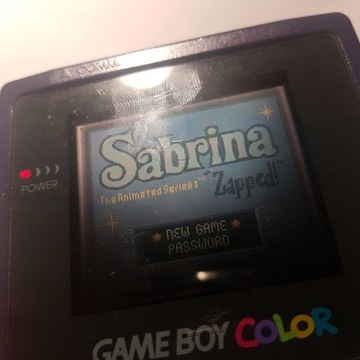 Sabrina
The Animated Series: "Zapped!"
NEW GAME
PASSWORD
POWER
GAME BOY COLOR